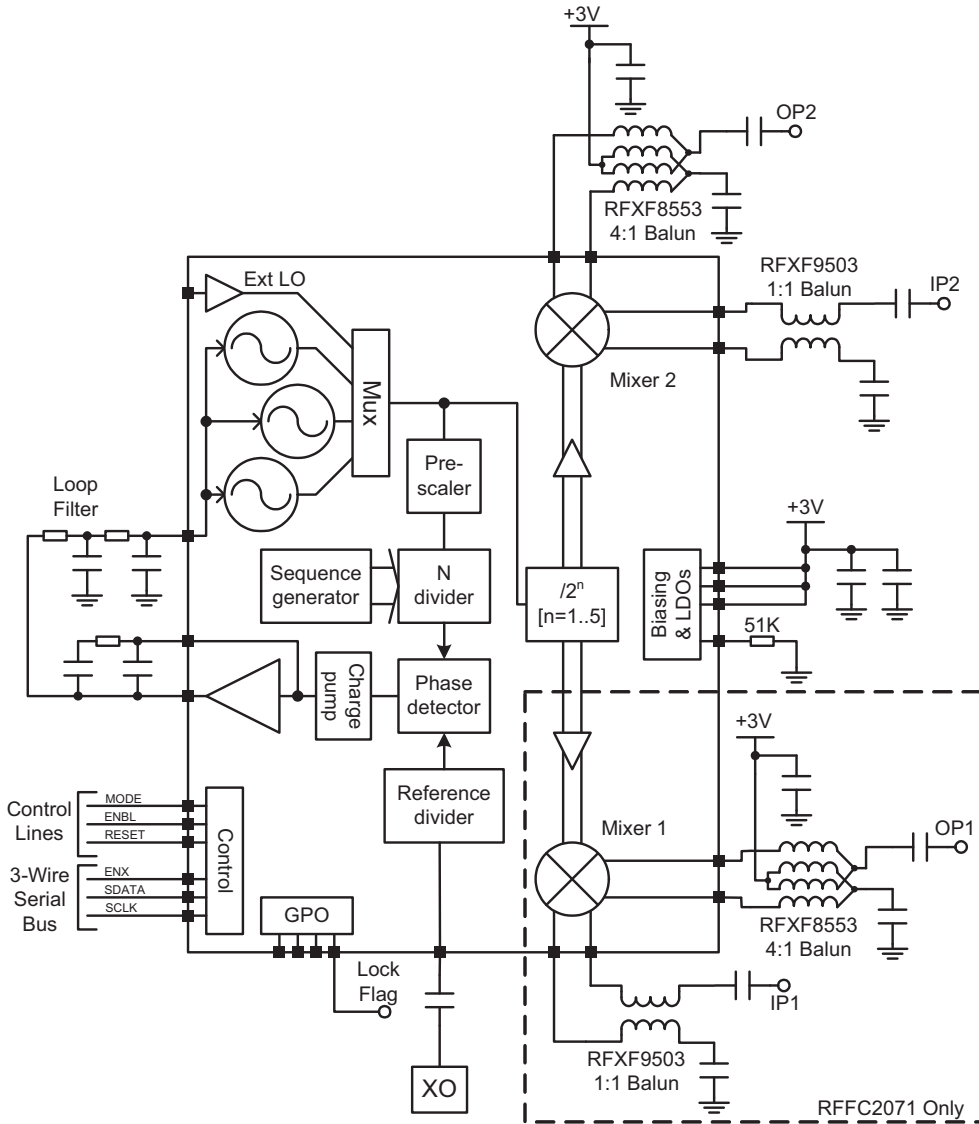 +3V
OP2
RFXF8553
4:1 Balun
RFXF9503
1:1 Balun
IP2
Ext LO
Mux
Mixer 2
Pre-
scaler
Loop
Filter
+3V
Sequence
generator
N
divider
/2ⁿ
[n=1..5]
Biasing
& LDOs
51K
Charge
pump
Phase
detector
+3V
Control
Lines
MODE
ENBL
RESET
Control
Reference
divider
Mixer 1
OP1
3-Wire
Serial
Bus
ENX
SDATA
SCLK
GPO
RFXF8553
4:1 Balun
Lock
Flag
IP1
XO
RFXF9503
1:1 Balun
RFFC2071 Only